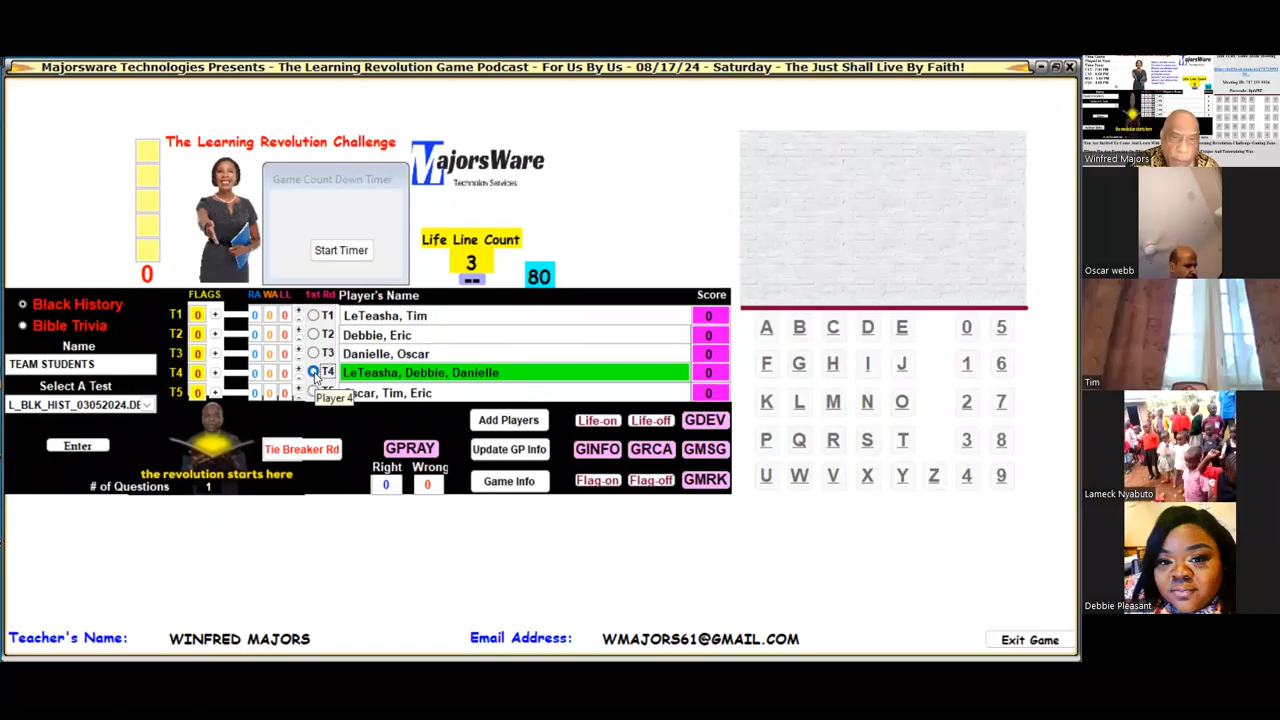 Majorsware Technologies Presents - The Learning Revolution Game Podcast - For Us By Us - 08/17/24 - Saturday - The Just Shall Live By Faith!
The Learning Revolution Challenge
MajorsWare
Technology Services
Game Count Down Timer
Start Timer
Life Line Count
3
--
80
0
FLAGS RA WA LL 1st Rd Player's Name Score
T1 0 + 0 0 0 + - T1 LeTeasha, Tim 0
T2 0 + 0 0 0 + - T2 Debbie, Eric 0
T3 0 + 0 0 0 + - T3 Danielle, Oscar 0
T4 0 + 0 0 0 + - T4 LeTeasha, Debbie, Danielle 0
T5 0 + 0 0 0 + - scar, Tim, Eric 0
Player 4
Black History
Bible Trivia
Name
TEAM STUDENTS
Select A Test
L_BLK_HIST_03052024.DE
Enter
the revolution starts here
# of Questions 1
Tie Breaker Rd
GPRAY
Right Wrong
0 0
Add Players Life-on Life-off GDEV
Update GP Info GINFO GRCA GMSG
Game Info Flag-on Flag-off GMRK
A B C D E 0 5
F G H I J 1 6
K L M N O 2 7
P Q R S T 3 8
U W V X Y Z 4 9
Teacher's Name: WINFRED MAJORS Email Address: WMAJORS61@GMAIL.COM Exit Game
Winfred Majors
Oscar webb
Tim
Lameck Nyabuto
Debbie Pleasant